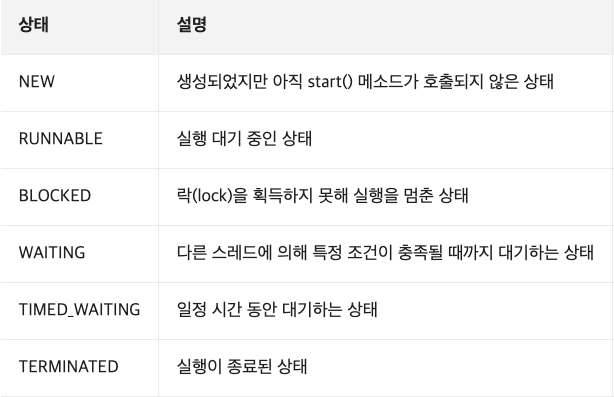 상태 설명
NEW 생성되었지만 아직 start() 메소드가 호출되지 않은 상태
RUNNABLE 실행 대기 중인 상태
BLOCKED 락(lock)을 획득하지 못해 실행을 멈춘 상태
WAITING 다른 스레드에 의해 특정 조건이 충족될 때까지 대기하는 상태
TIMED_WAITING 일정 시간 동안 대기하는 상태
TERMINATED 실행이 종료된 상태